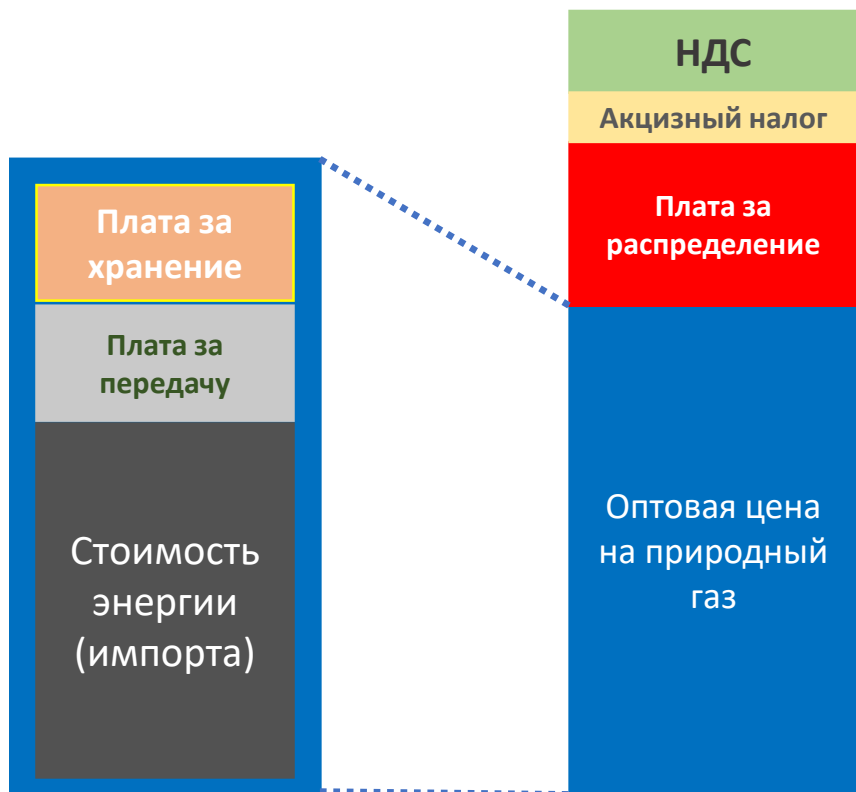 Плата за
хранение
Плата за
передачу
Стоимость
энергии
(импорта)
НДС
Акцизный налог
Плата за
распределение
Оптовая цена
на природный
газ